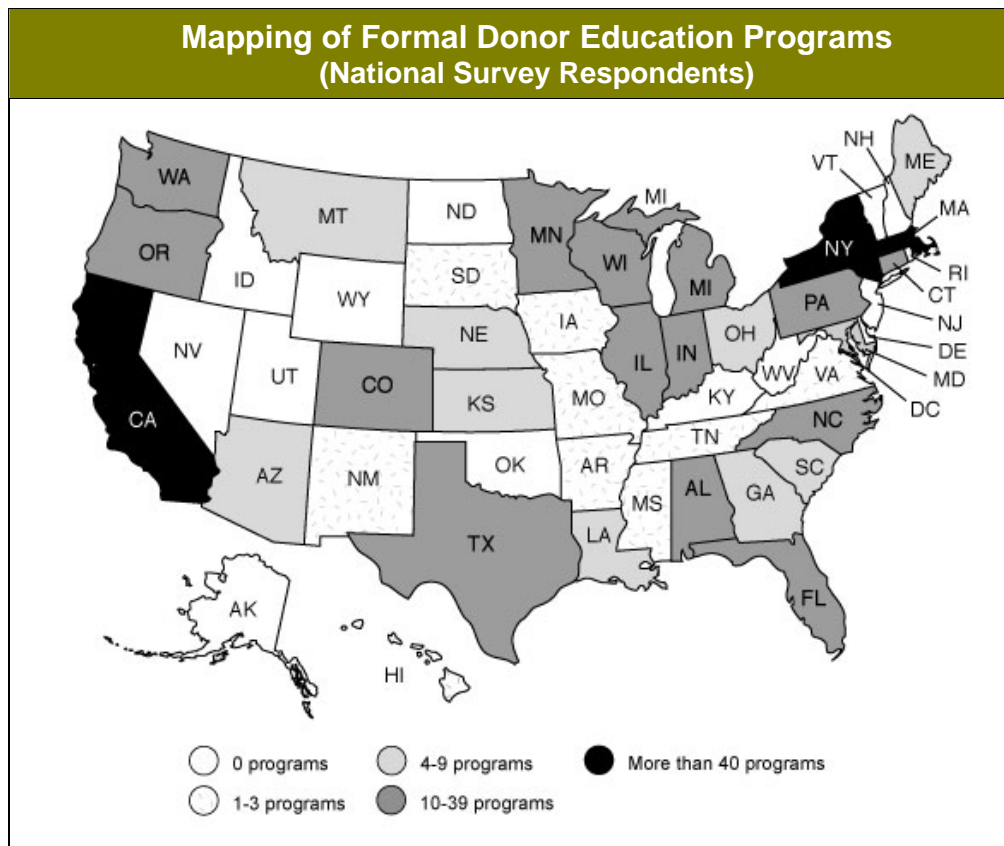 Mapping of Formal Donor Education Programs
(National Survey Respondents)
NH
VT
ME
WA
MT
ND
MN
MI
MA
OR
ID
SD
WI
NY
WY
MI
RI
CT
IA
PA
NE
NJ
NV
OH
DE
UT
IL
IN
CO
WV
VA
MD
KS
MO
KY
DC
CA
NC
TN
OK
AR
SC
AZ
NM
MS
AL
GA
LA
TX
FL
AK
HI
0 programs
4-9 programs
More than 40 programs
1-3 programs
10-39 programs